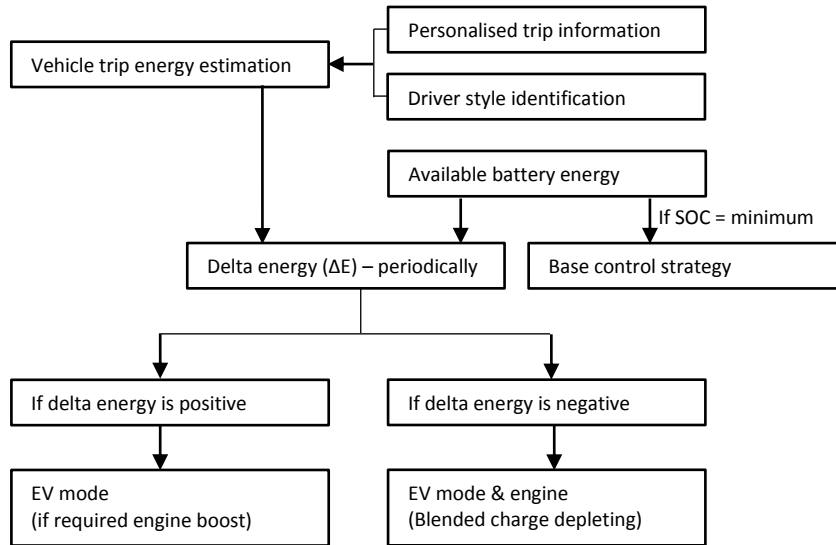 Personalised trip information
Vehicle trip energy estimation
Driver style identification
Available battery energy
If SOC = minimum
Delta energy (ΔE) – periodically
Base control strategy
If delta energy is positive
If delta energy is negative
EV mode
(if required engine boost)
EV mode & engine
(Blended charge depleting)